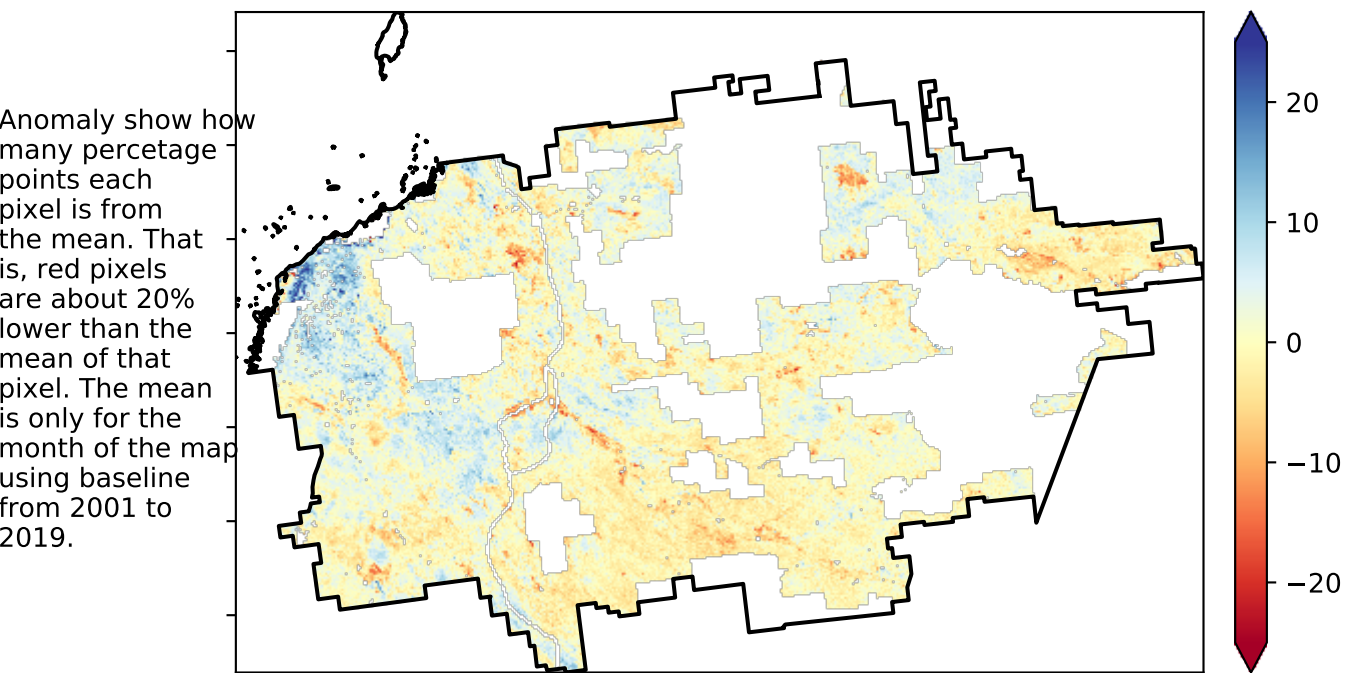 Anomaly show how
many percetage
points each
pixel is from
the mean. That
is, red pixels
are about 20%
lower than the
mean of that
pixel. The mean
is only for the
month of the map
using baseline
from 2001 to
2019.
20
10
0
−10
−20